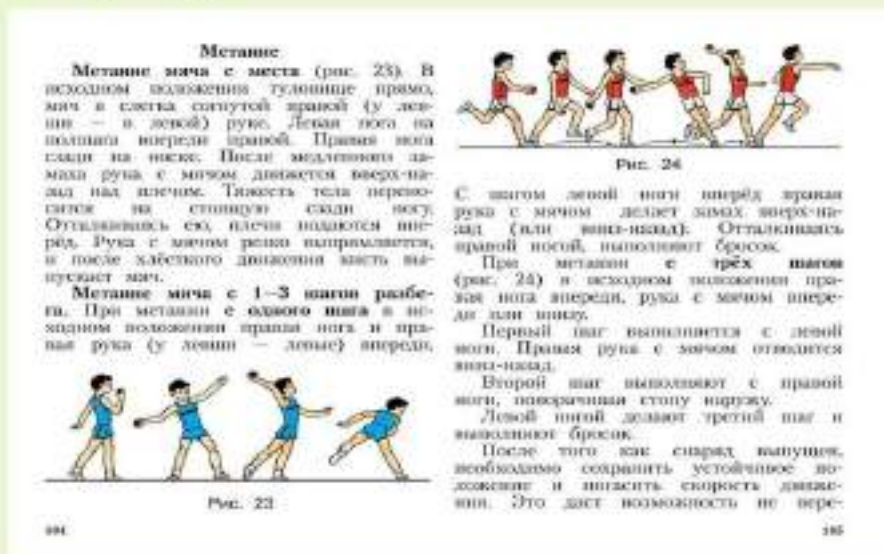 Метание
Метание мяча с места (рис. 23). В
исходном положении туловище прямо,
мяч в слегка согнутой правой (у лев-
ши — в левой) руке. Левая нога на
полшага впереди правой. Правая нога
сзади на носке. После медленного за-
маха рука с мячом движется вверх-на-
зад над плечом. Тяжесть тела перено-
сится на стоящую сзади ногу.
Отталкиваясь ею, плечи подаются впе-
рёд. Рука с мячом резко выпрямляется,
и после хлёсткого движения кисть вы-
пускает мяч.
Метание мяча с 1—3 шагов разбе-
га. При метании с одного шага в ис-
ходном положении правая нога и пра-
вая рука (у левши — левые) впереди.
Рис. 23
104
Рис. 24
С шагом левой ноги вперёд правая
рука с мячом делает замах вверх-на-
зад (или вниз-назад). Отталкиваясь
правой ногой, выполняют бросок.
При метании с трёх шагов
(рис. 24) в исходном положении пра-
вая нога впереди, рука с мячом впере-
ди или внизу.
Первый шаг выполняется с левой
ноги. Правая рука с мячом отводится
вниз-назад.
Второй шаг выполняют с правой
ноги, поворачивая стопу наружу.
Левой ногой делают третий шаг и
выполняют бросок.
После того как снаряд выпущен,
необходимо сохранить устойчивое по-
ложение и погасить скорость движе-
ния. Это даст возможность не пере-
105